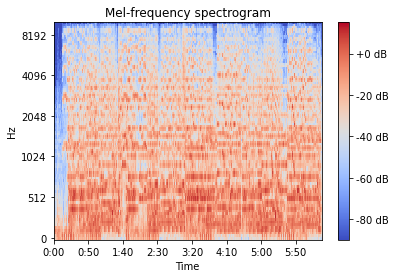 Mel-frequency spectrogram
8192
4096
2048
1024
512
0
Hz
0:00 0:50 1:40 2:30 3:20 4:10 5:00 5:50
Time
+0 dB
-20 dB
-40 dB
-60 dB
-80 dB